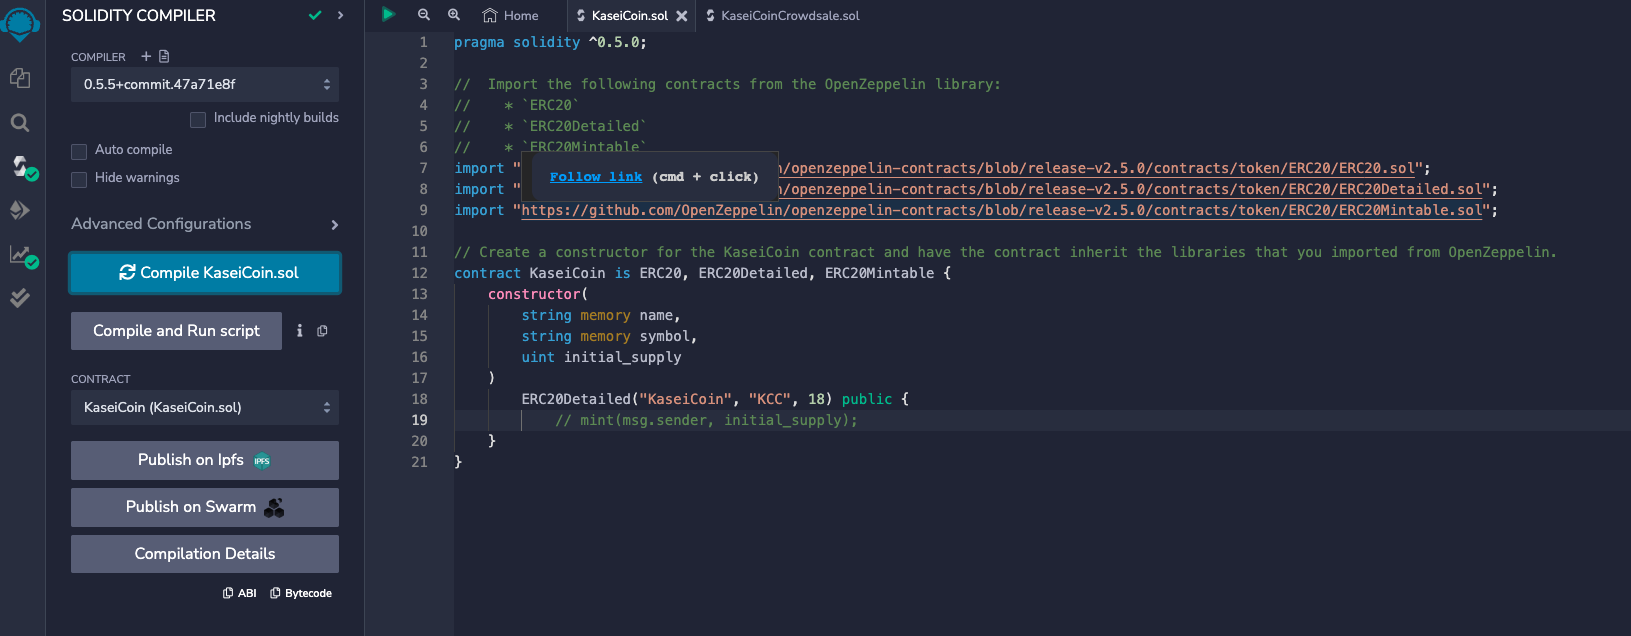 SOLIDITY COMPILER
COMPILER
0.5.5+commit.47a71e8f
Include nightly builds
Auto compile
Hide warnings
Advanced Configurations
Compile KaseiCoin.sol
Compile and Run script
CONTRACT
KaseiCoin (KaseiCoin.sol)
Publish on Ipfs IPFS
Publish on Swarm
Compilation Details
ABI Bytecode
Home KaseiCoin.sol KaseiCoinCrowdsale.sol
1 pragma solidity ^0.5.0;
2
3 //  Import the following contracts from the OpenZeppelin library:
4 //    * `ERC20`
5 //    * `ERC20Detailed`
6 //    * `ERC20Mintable`
7 import "/openzeppelin-contracts/blob/release-v2.5.0/contracts/token/ERC20/ERC20.sol";
Follow link (cmd + click)
8 import "/openzeppelin-contracts/blob/release-v2.5.0/contracts/token/ERC20/ERC20Detailed.sol";
9 import "https://github.com/OpenZeppelin/openzeppelin-contracts/blob/release-v2.5.0/contracts/token/ERC20/ERC20Mintable.sol";
10
11 // Create a constructor for the KaseiCoin contract and have the contract inherit the libraries that you imported from OpenZeppelin.
12 contract KaseiCoin is ERC20, ERC20Detailed, ERC20Mintable {
13     constructor(
14         string memory name,
15         string memory symbol,
16         uint initial_supply
17     )
18         ERC20Detailed("KaseiCoin", "KCC", 18) public {
19             // mint(msg.sender, initial_supply);
20     }
21 }